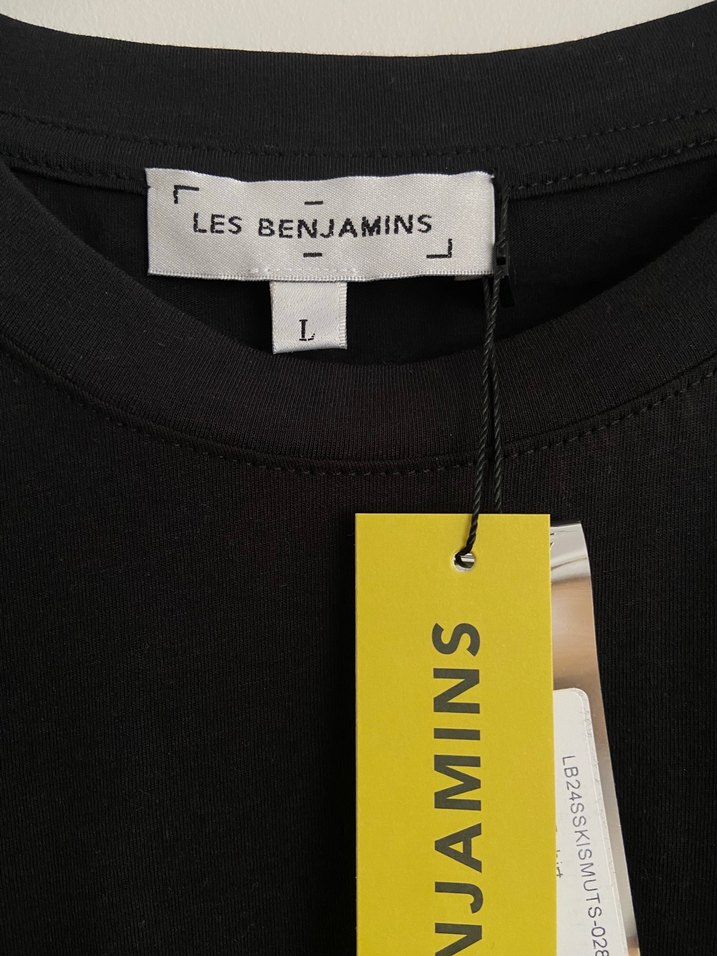 LES BENJAMINS
L
NJAMINS
LB24SSKISMUTS-028